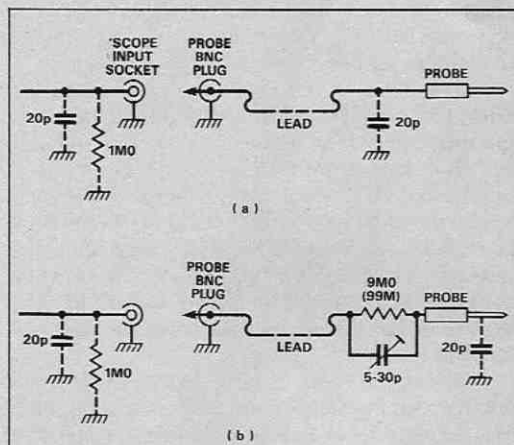 'SCOPE
INPUT
SOCKET
PROBE
BNC
PLUG
PROBE
20p
1M0
LEAD
20p
(a)
PROBE
BNC
PLUG
9M0
(99M)
PROBE
20p
1M0
LEAD
5-30p
20p
(b)